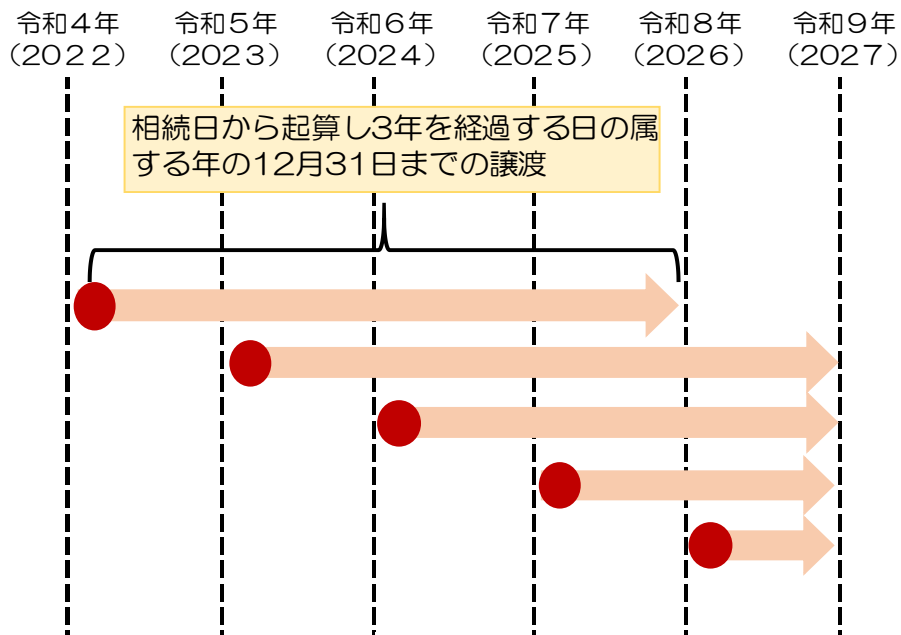 令和4年 令和5年 令和6年 令和7年 令和8年 令和9年
（2022） （2023） （2024） （2025） （2026） （2027）
相続日から起算し3年を経過する日の属
する年の12月31日までの譲渡